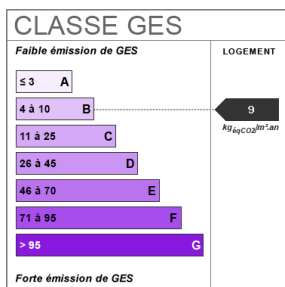 CLASSE GES
Faible émission de GES
LOGEMENT
≤ 3 A
4 à 10 B
9
kgéqCO2/m².an
11 à 25 C
26 à 45 D
46 à 70 E
71 à 95 F
> 95 G
Forte émission de GES